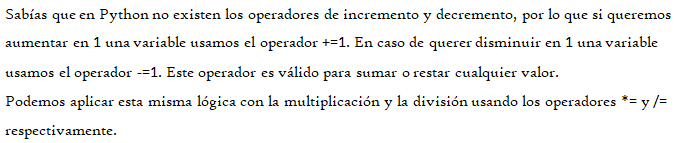 Sabías que en Python no existen los operadores de incremento y decremento, por lo que si queremos
aumentar en 1 una variable usamos el operador +=1. En caso de querer disminuir en 1 una variable
usamos el operador -=1. Este operador es válido para sumar o restar cualquier valor.
Podemos aplicar esta misma lógica con la multiplicación y la división usando los operadores *= y /=
respectivamente.